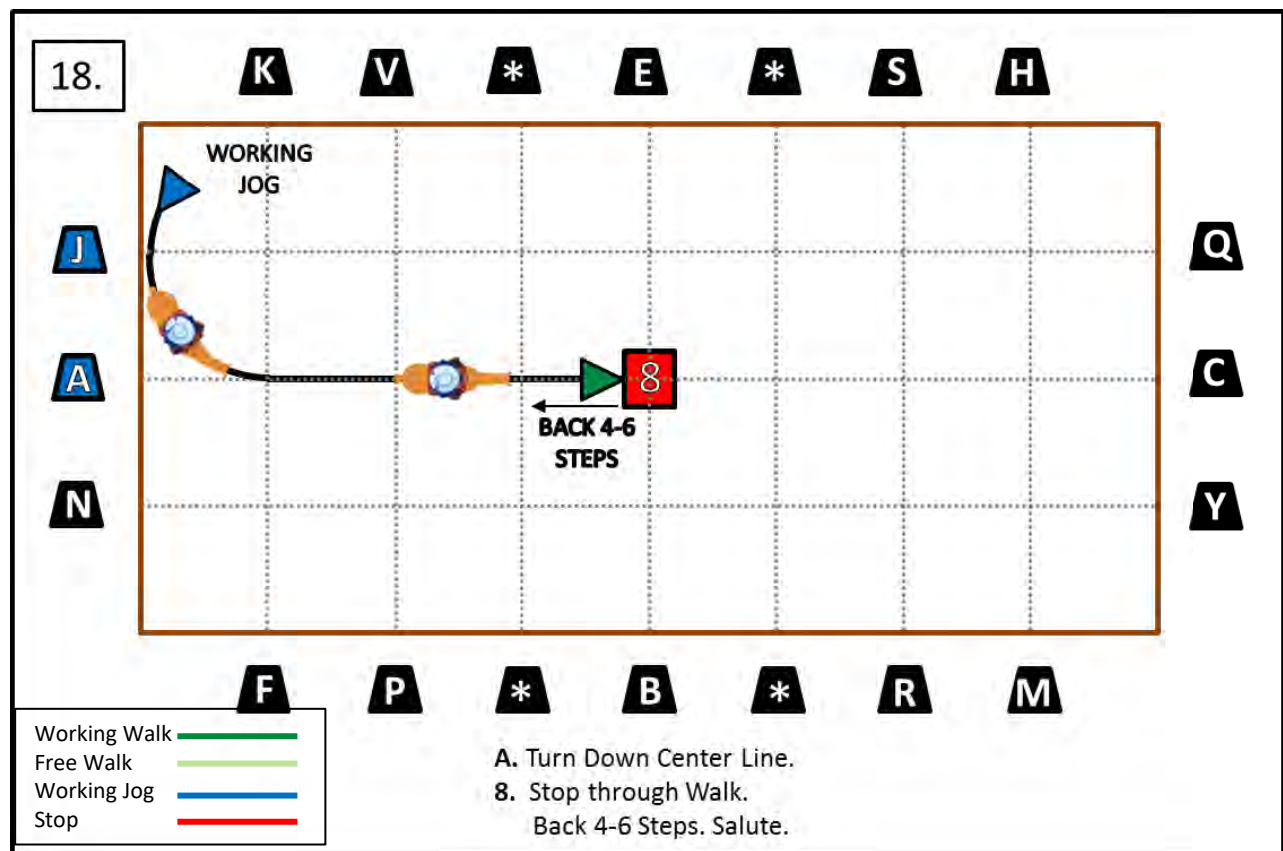 18.
K V * E * S H
WORKING
JOG
J
Q
A
8
C
BACK 4-6
STEPS
N
Y
F P * B * R M
Working Walk
Free Walk
Working Jog
Stop
A. Turn Down Center Line.
8. Stop through Walk.
Back 4-6 Steps. Salute.